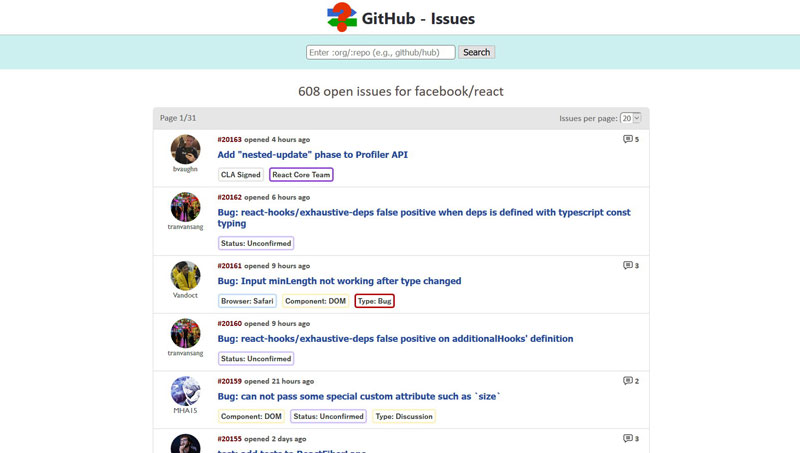 GitHub - Issues
Enter :org/:repo (e.g., github/hub) Search
608 open issues for facebook/react
Page 1/31 Issues per page: 20
#20163 opened 4 hours ago 5
Add "nested-update" phase to Profiler API
bvaughn
CLA Signed React Core Team
#20162 opened 6 hours ago
Bug: react-hooks/exhaustive-deps false positive when deps is defined with typescript const
typing
tranvansang
Status: Unconfirmed
#20161 opened 9 hours ago 3
Bug: Input minLength not working after type changed
Vandoct
Browser: Safari Component: DOM Type: Bug
#20160 opened 9 hours ago
Bug: react-hooks/exhaustive-deps false positive on additionalHooks' definition
tranvansang
Status: Unconfirmed
#20159 opened 21 hours ago 2
Bug: can not pass some special custom attribute such as `size`
MHA15
Component: DOM Status: Unconfirmed Type: Discussion
#20155 opened 2 days ago 3
test: add tests to ReactFiberLane